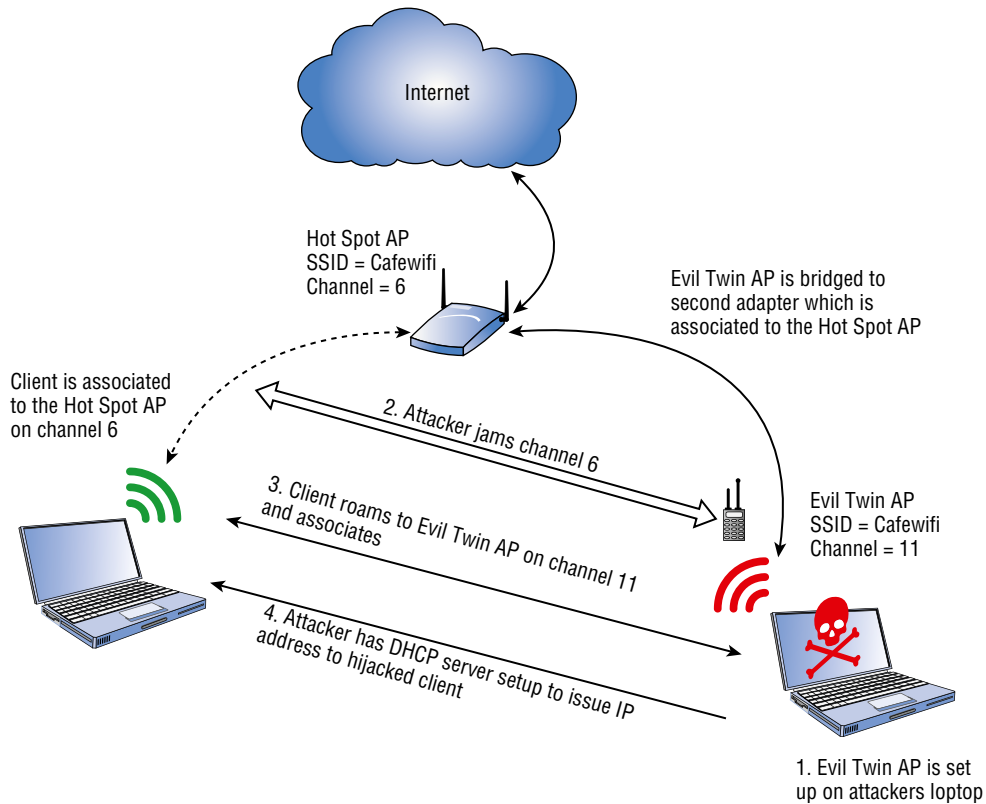 Internet
Hot Spot AP
SSID = Cafewifi
Channel = 6
Evil Twin AP is bridged to
second adapter which is
associated to the Hot Spot AP
Client is associated
to the Hot Spot AP
on channel 6
2. Attacker jams channel 6
3. Client roams to Evil Twin AP on channel 11
and associates
Evil Twin AP
SSID = Cafewifi
Channel = 11
4. Attacker has DHCP server setup to issue IP
address to hijacked client
1. Evil Twin AP is set
up on attackers loptop